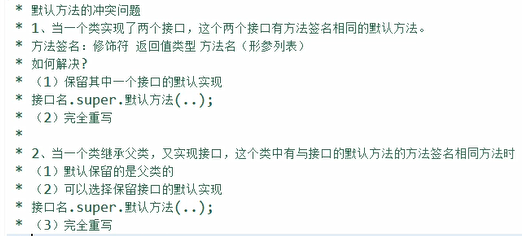 * 默认方法的冲突问题
* 1、当一个类实现了两个接口，这个两个接口有方法签名相同的默认方法。
* 方法签名：修饰符 返回值类型 方法名（形参列表）
* 如何解决？
* （1）保留其中一个接口的默认实现
* 接口名.super.默认方法(..);
* （2）完全重写
*
* 2、当一个类继承父类，又实现接口，这个类中有与接口的默认方法的方法签名相同方法时
* （1）默认保留的是父类的
* （2）可以选择保留接口的默认实现
* 接口名.super.默认方法(..);
* （3）完全重写